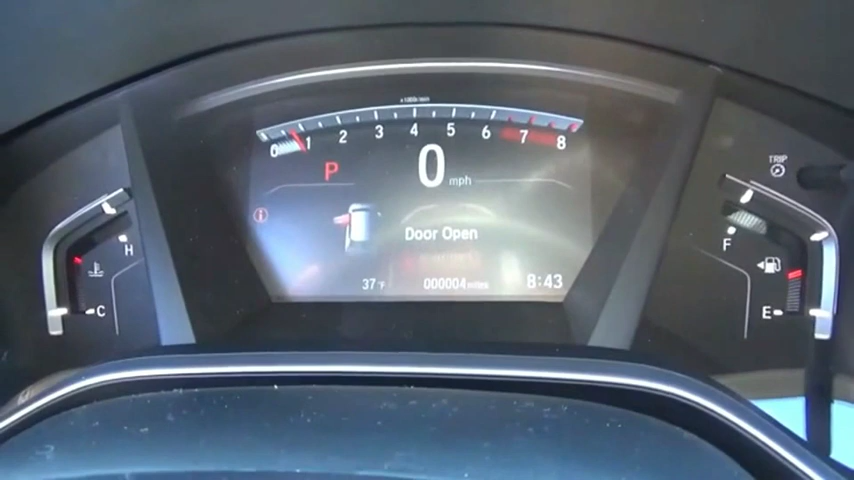 x1000r/min
0 1 2 3 4 5 6 7 8
P
0 mph
Door Open
37 °F
000004 miles
8:43
H
C
TRIP
F
E